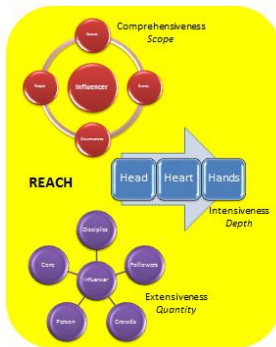 Comprehensiveness
Scope
Influencer
REACH
Head Heart Hands
Intensiveness
Depth
Disciples
Core
Followers
Influencer
Person
Crowds
Extensiveness
Quantity